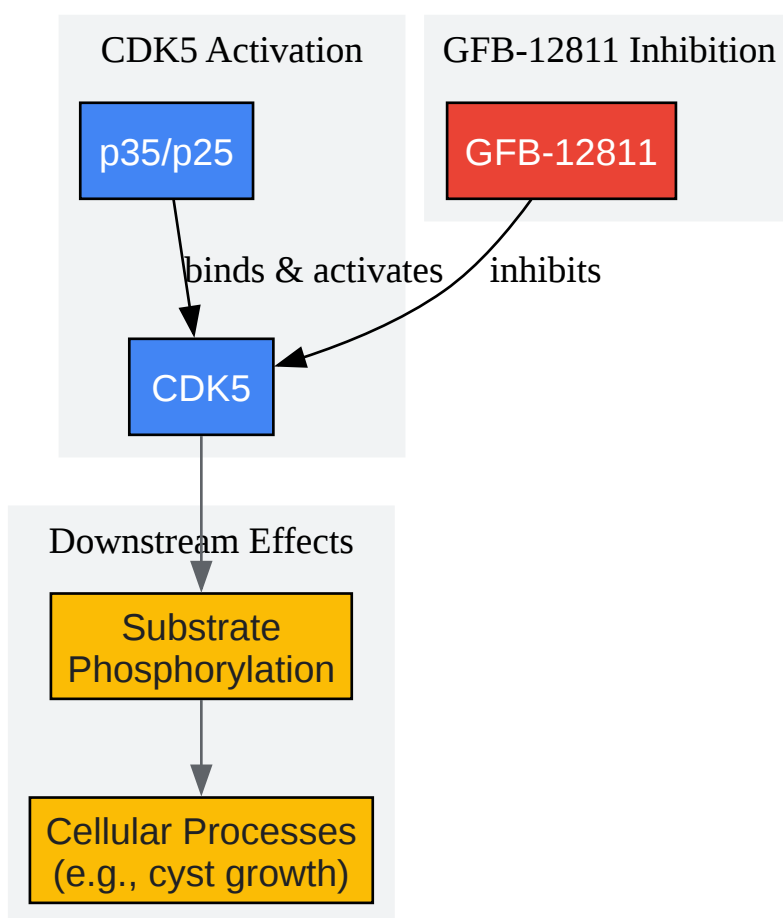 CDK5 Activation
GFB-12811 Inhibition
p35/p25
GFB-12811
binds & activates
inhibits
CDK5
Downstream Effects
Substrate
Phosphorylation
Cellular Processes
(e.g., cyst growth)